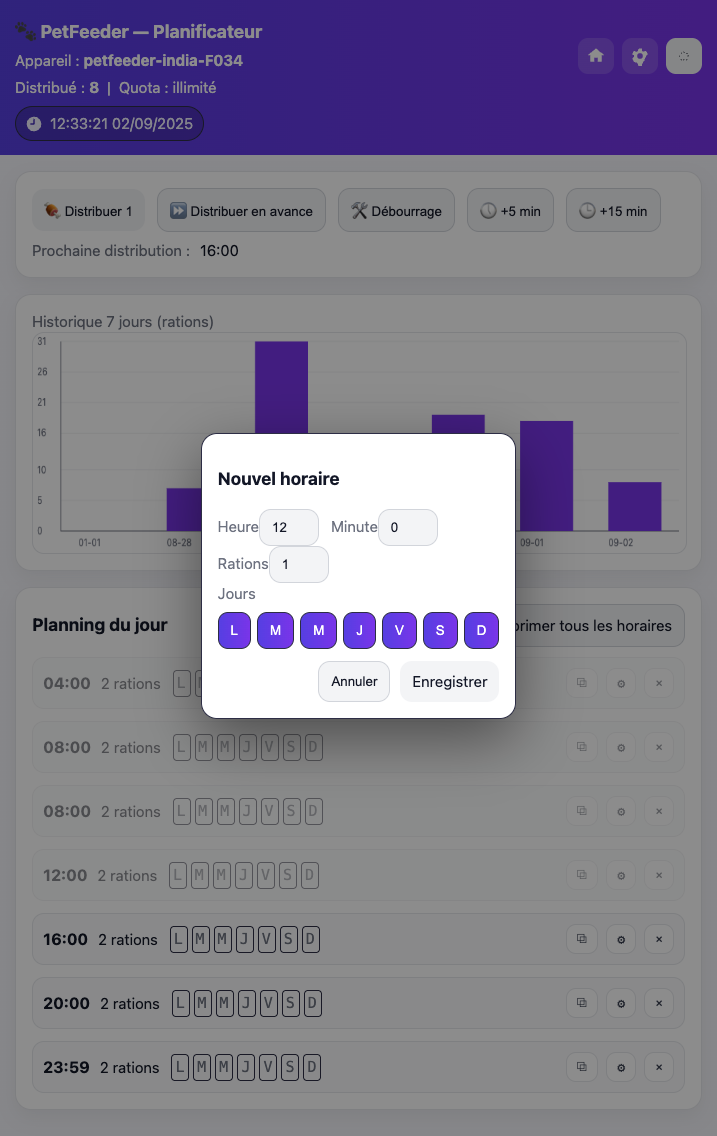 PetFeeder — Planificateur
Appareil : petfeeder-india-F034
Distribué : 8 | Quota : illimité
12:33:21 02/09/2025
Distribuer 1
Distribuer en avance
Débourrage
+5 min
+15 min
Prochaine distribution : 16:00
Historique 7 jours (rations)
31
26
21
16
10
5
0
01-01
08-28
09-01
09-02
Nouvel horaire
Heure 12 Minute 0
Rations 1
Jours
L M M J V S D
Annuler Enregistrer
Planning du jour
primer tous les horaires
04:00 2 rations L
08:00 2 rations L M M J V S D
08:00 2 rations L M M J V S D
12:00 2 rations L M M J V S D
16:00 2 rations L M M J V S D
20:00 2 rations L M M J V S D
23:59 2 rations L M M J V S D